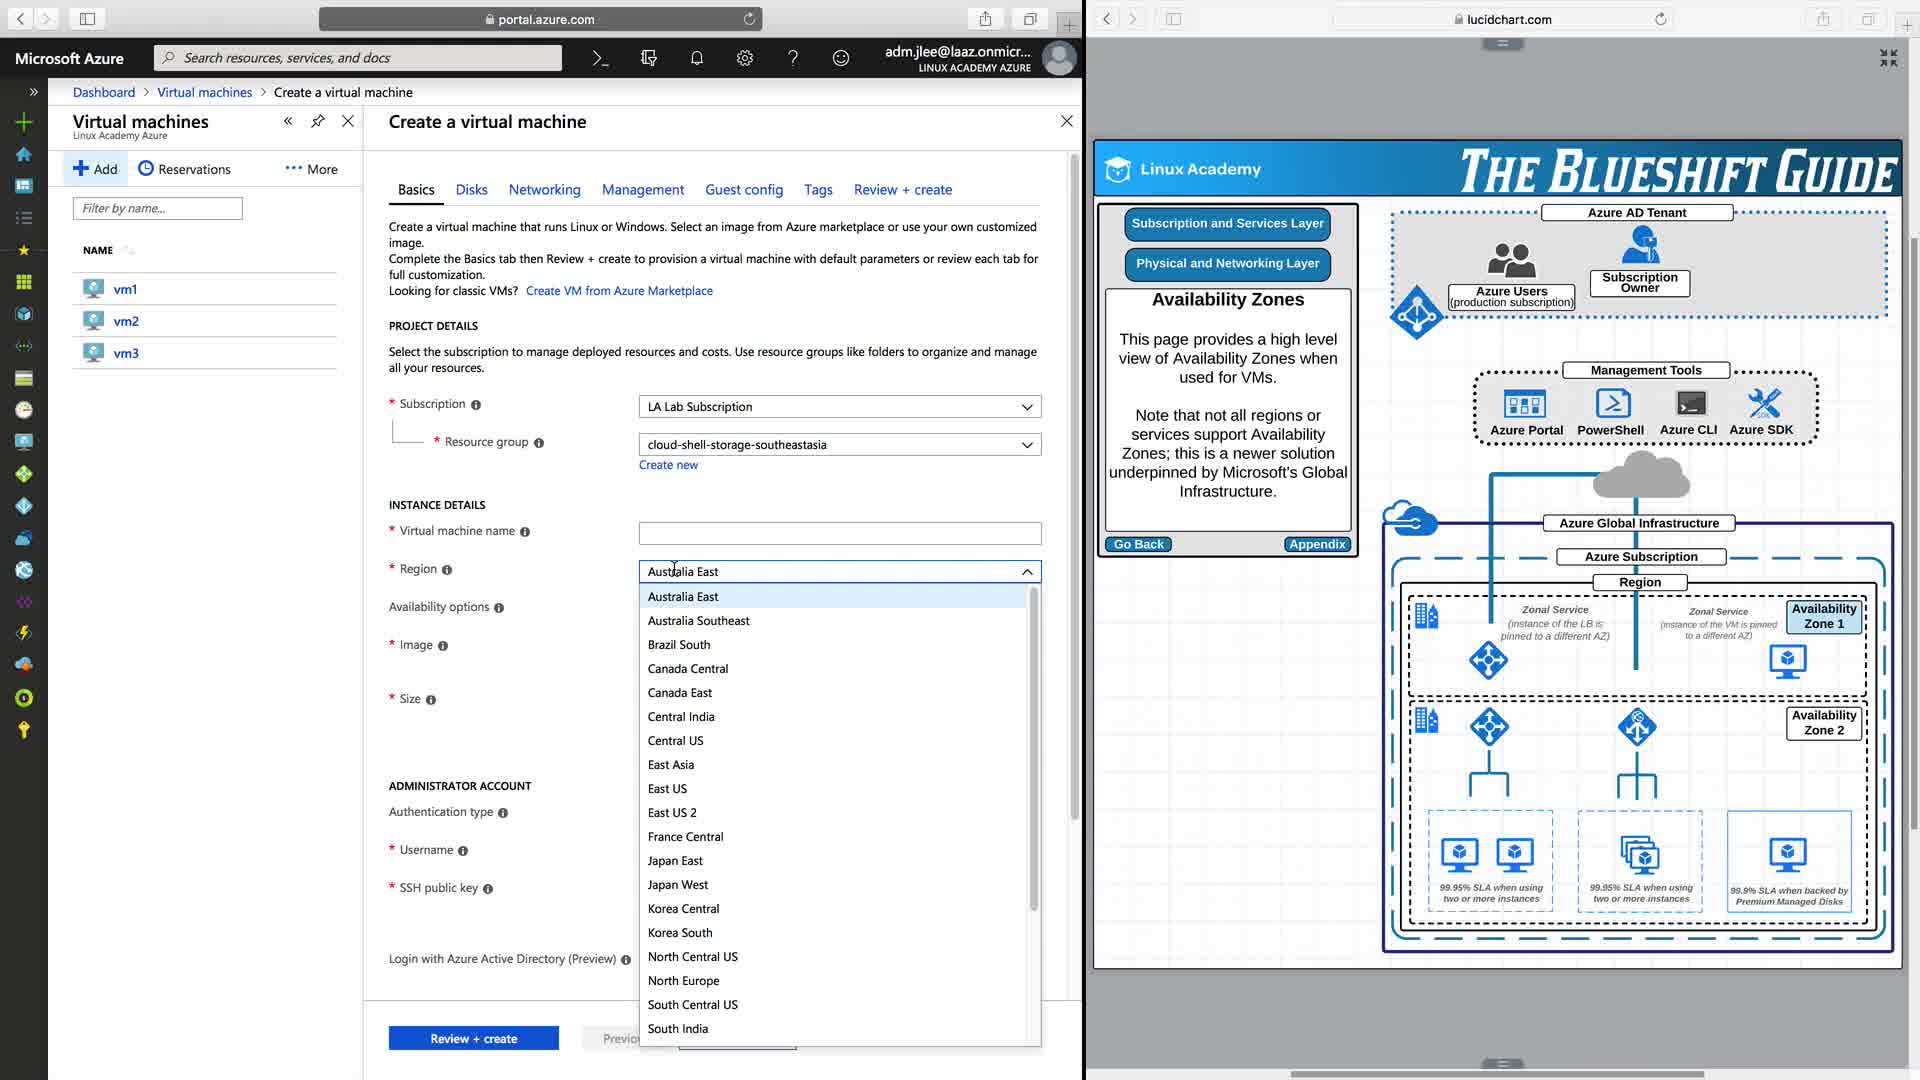 portal.azure.com
Microsoft Azure
Search resources, services, and docs
adm.jlee@laaz.onmicr...
LINUX ACADEMY AZURE
Dashboard > Virtual machines > Create a virtual machine
Virtual machines
Linux Academy Azure
Add
Reservations
More
Filter by name...
NAME
vm1
vm2
vm3
Create a virtual machine
Basics Disks Networking Management Guest config Tags Review + create
Create a virtual machine that runs Linux or Windows. Select an image from Azure marketplace or use your own customized
image.
Complete the Basics tab then Review + create to provision a virtual machine with default parameters or review each tab for
full customization.
Looking for classic VMs? Create VM from Azure Marketplace
PROJECT DETAILS
Select the subscription to manage deployed resources and costs. Use resource groups like folders to organize and manage
all your resources.
* Subscription
LA Lab Subscription
* Resource group
cloud-shell-storage-southeastasia
Create new
INSTANCE DETAILS
* Virtual machine name
* Region
Australia East
Availability options
* Image
* Size
Australia East
Australia Southeast
Brazil South
Canada Central
Canada East
Central India
Central US
East Asia
East US
East US 2
France Central
Japan East
Japan West
Korea Central
Korea South
North Central US
North Europe
South Central US
South India
ADMINISTRATOR ACCOUNT
Authentication type
* Username
* SSH public key
Login with Azure Active Directory (Preview)
Review + create
Previo
lucidchart.com
Linux Academy
THE BLUESHIFT GUIDE
Subscription and Services Layer
Physical and Networking Layer
Availability Zones
This page provides a high level
view of Availability Zones when
used for VMs.
Note that not all regions or
services support Availability
Zones; this is a newer solution
underpinned by Microsoft's Global
Infrastructure.
Go Back
Appendix
Azure AD Tenant
Azure Users
(production subscription)
Subscription
Owner
Management Tools
Azure Portal
PowerShell
Azure CLI
SDK
Azure SDK
Azure Global Infrastructure
Azure Subscription
Region
Zonal Service
(instance of the LB is
pinned to a different AZ)
Zonal Service
(instance of the VM is pinned
to a different AZ)
Availability
Zone 1
Availability
Zone 2
99.95% SLA when using
two or more instances
99.95% SLA when using
two or more instances
99.9% SLA when backed by
Premium Managed Disks